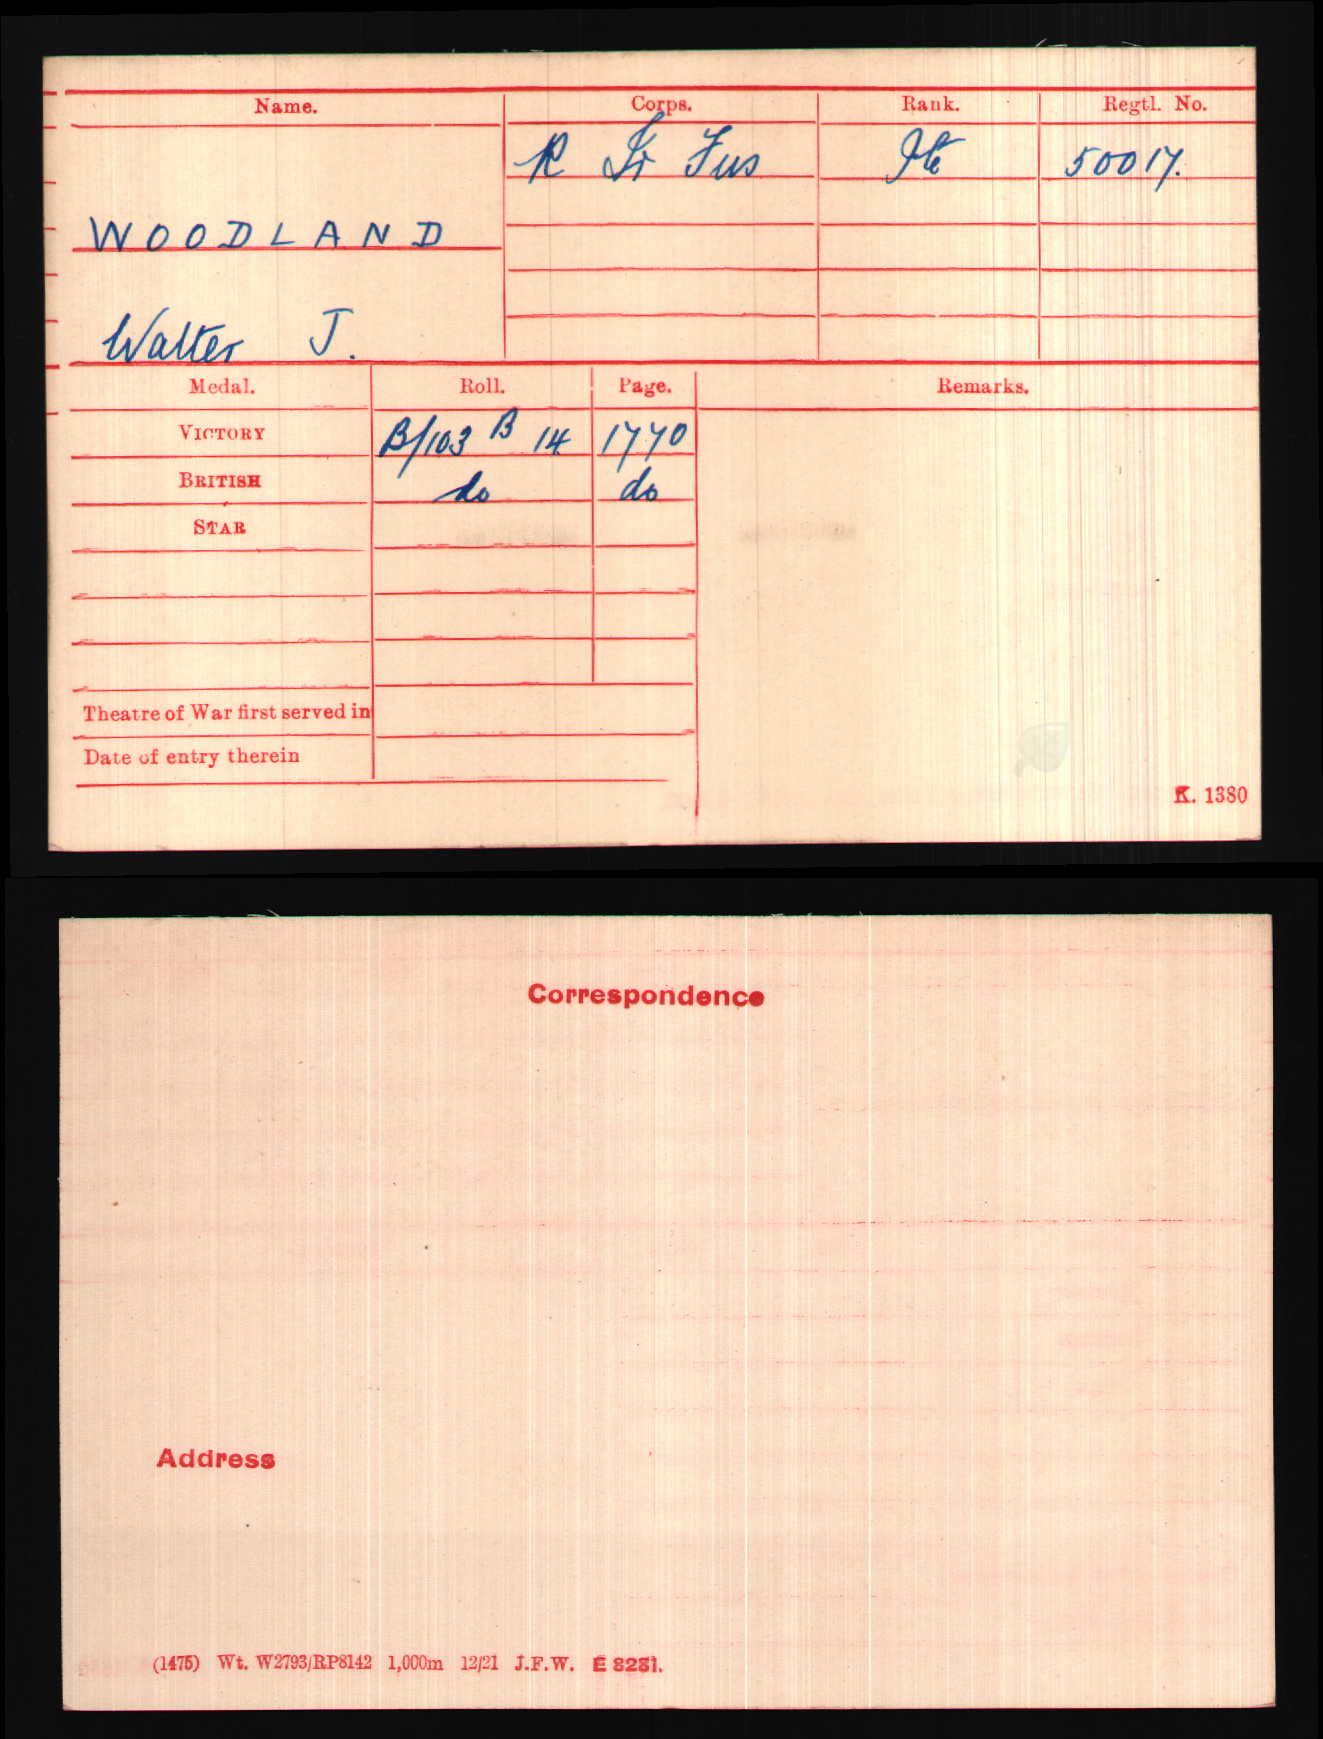 Name. Corps. Rank. Regtl. No.
R Ir Fus Pte 50017.
WOODLAND
Walter J.
Medal. Roll. Page. Remarks.
VICTORY B/103 B 14 1770
BRITISH do do
STAR
Theatre of War first served in
Date of entry therein
K. 1380
Correspondence
Address
(1475) Wt. W2793/RP8142 1,000m 12/21 J.F.W. E 8231.